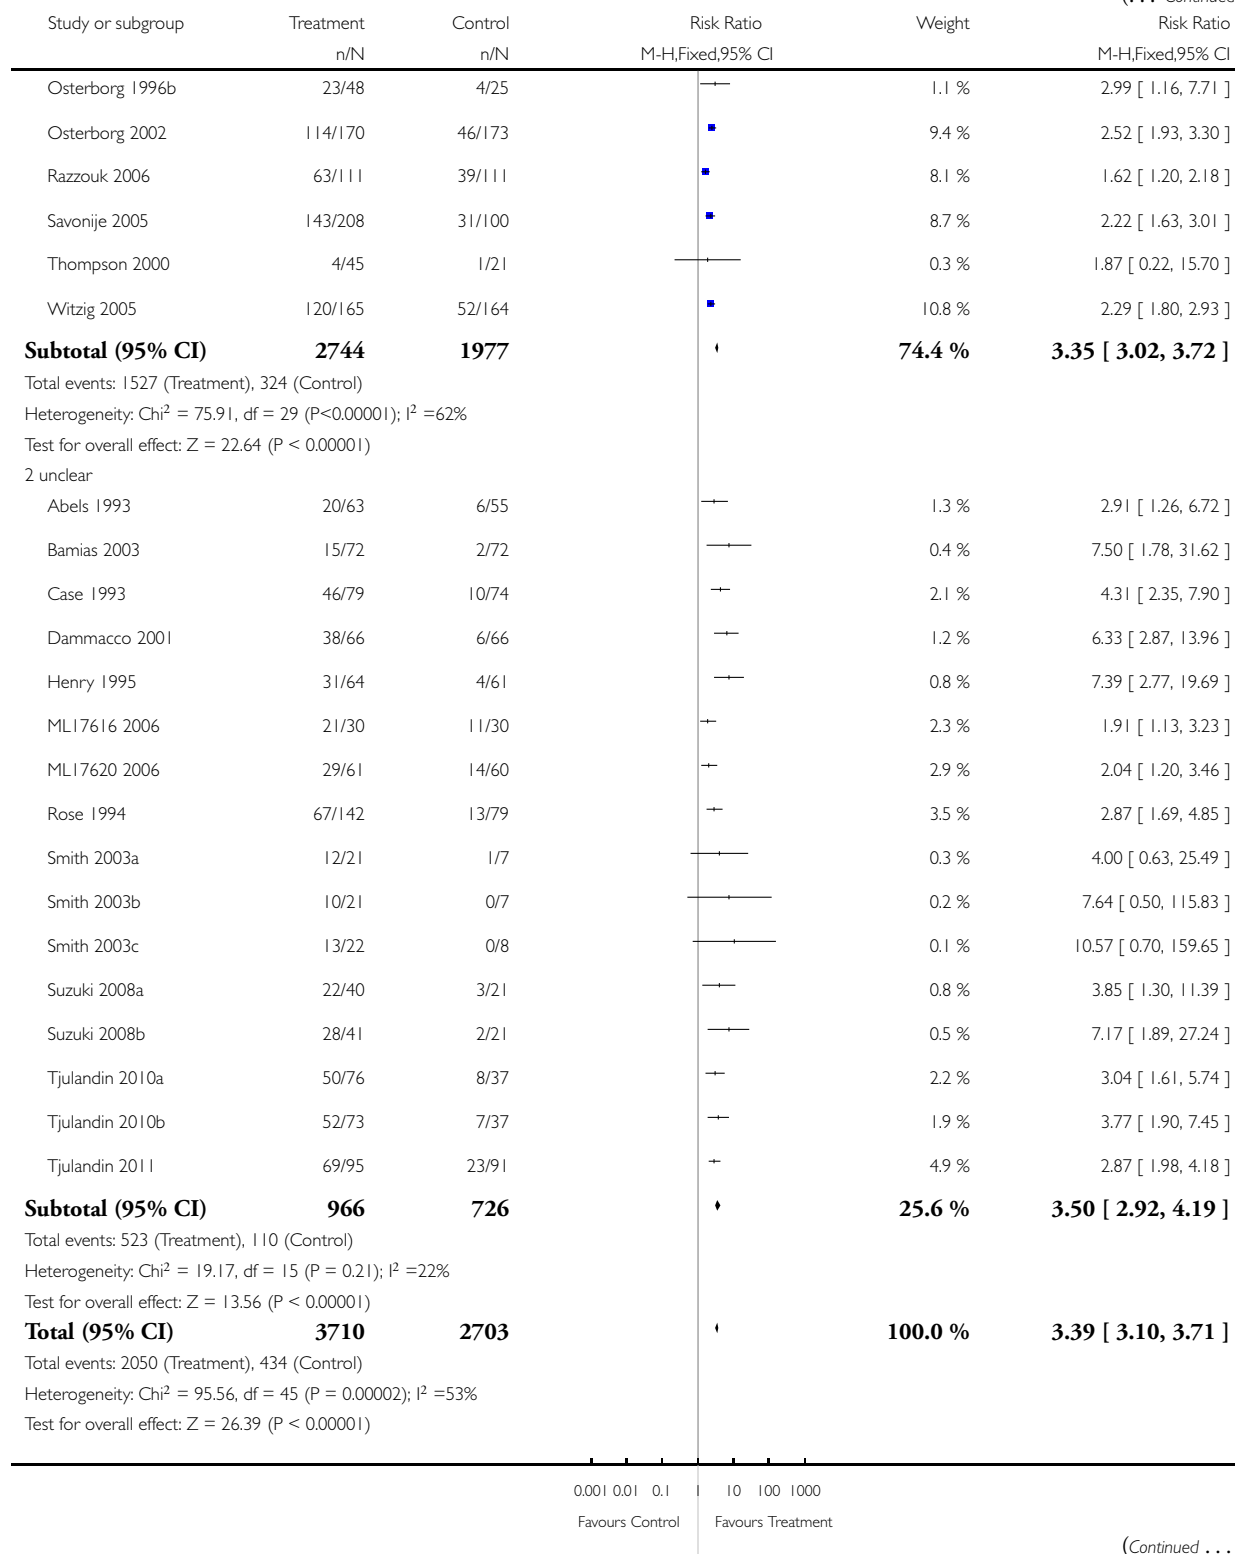 (... Continued
Study or subgroup Treatment Control Risk Ratio Weight Risk Ratio
n/N n/N M-H,Fixed,95% CI M-H,Fixed,95% CI
Osterborg 1996b 23/48 4/25 1.1 % 2.99 [ 1.16, 7.71 ]
Osterborg 2002 114/170 46/173 9.4 % 2.52 [ 1.93, 3.30 ]
Razzouk 2006 63/111 39/111 8.1 % 1.62 [ 1.20, 2.18 ]
Savonije 2005 143/208 31/100 8.7 % 2.22 [ 1.63, 3.01 ]
Thompson 2000 4/45 1/21 0.3 % 1.87 [ 0.22, 15.70 ]
Witzig 2005 120/165 52/164 10.8 % 2.29 [ 1.80, 2.93 ]
Subtotal (95% CI) 2744 1977 74.4 % 3.35 [ 3.02, 3.72 ]
Total events: 1527 (Treatment), 324 (Control)
Heterogeneity: Chi² = 75.91, df = 29 (P<0.00001); I² =62%
Test for overall effect: Z = 22.64 (P < 0.00001)
2 unclear
Abels 1993 20/63 6/55 1.3 % 2.91 [ 1.26, 6.72 ]
Bamias 2003 15/72 2/72 0.4 % 7.50 [ 1.78, 31.62 ]
Case 1993 46/79 10/74 2.1 % 4.31 [ 2.35, 7.90 ]
Dammacco 2001 38/66 6/66 1.2 % 6.33 [ 2.87, 13.96 ]
Henry 1995 31/64 4/61 0.8 % 7.39 [ 2.77, 19.69 ]
ML17616 2006 21/30 11/30 2.3 % 1.91 [ 1.13, 3.23 ]
ML17620 2006 29/61 14/60 2.9 % 2.04 [ 1.20, 3.46 ]
Rose 1994 67/142 13/79 3.5 % 2.87 [ 1.69, 4.85 ]
Smith 2003a 12/21 1/7 0.3 % 4.00 [ 0.63, 25.49 ]
Smith 2003b 10/21 0/7 0.2 % 7.64 [ 0.50, 115.83 ]
Smith 2003c 13/22 0/8 0.1 % 10.57 [ 0.70, 159.65 ]
Suzuki 2008a 22/40 3/21 0.8 % 3.85 [ 1.30, 11.39 ]
Suzuki 2008b 28/41 2/21 0.5 % 7.17 [ 1.89, 27.24 ]
Tjulandin 2010a 50/76 8/37 2.2 % 3.04 [ 1.61, 5.74 ]
Tjulandin 2010b 52/73 7/37 1.9 % 3.77 [ 1.90, 7.45 ]
Tjulandin 2011 69/95 23/91 4.9 % 2.87 [ 1.98, 4.18 ]
Subtotal (95% CI) 966 726 25.6 % 3.50 [ 2.92, 4.19 ]
Total events: 523 (Treatment), 110 (Control)
Heterogeneity: Chi² = 19.17, df = 15 (P = 0.21); I² =22%
Test for overall effect: Z = 13.56 (P < 0.00001)
Total (95% CI) 3710 2703 100.0 % 3.39 [ 3.10, 3.71 ]
Total events: 2050 (Treatment), 434 (Control)
Heterogeneity: Chi² = 95.56, df = 45 (P = 0.00002); I² =53%
Test for overall effect: Z = 26.39 (P < 0.00001)
0.001 0.01 0.1 1 10 100 1000
Favours Control Favours Treatment
(Continued . . .